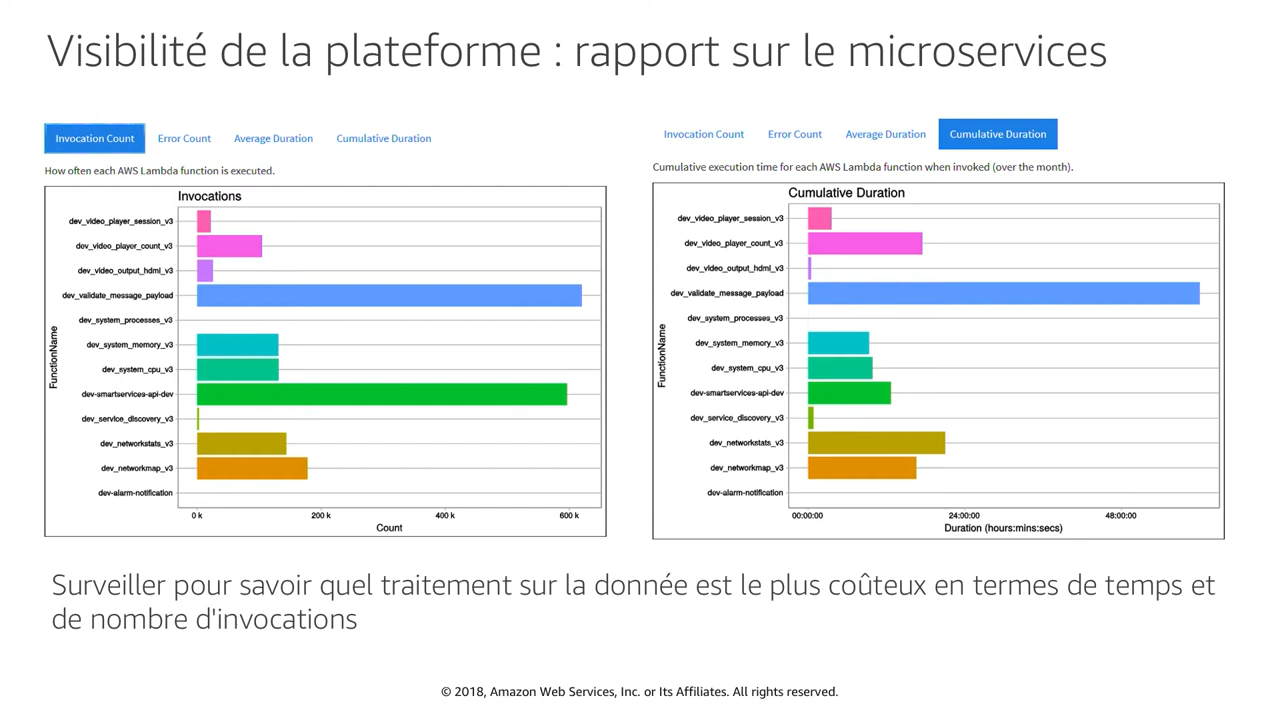 Visibilité de la plateforme : rapport sur le microservices
Invocation Count Error Count Average Duration Cumulative Duration
How often each AWS Lambda function is executed.
Invocations
dev_video_player_session_v3
dev_video_player_count_v3
dev_video_output_hdml_v3
dev_validate_message_payload
dev_system_processes_v3
dev_system_memory_v3
dev_system_cpu_v3
dev-smartservices-api-dev
dev_service_discovery_v3
dev_networkstats_v3
dev_networkmap_v3
dev-alarm-notification
FunctionName
0 k 200 k 400 k 600 k
Count
Invocation Count Error Count Average Duration Cumulative Duration
Cumulative execution time for each AWS Lambda function when invoked (over the month).
Cumulative Duration
dev_video_player_session_v3
dev_video_player_count_v3
dev_video_output_hdml_v3
dev_validate_message_payload
dev_system_processes_v3
dev_system_memory_v3
dev_system_cpu_v3
dev-smartservices-api-dev
dev_service_discovery_v3
dev_networkstats_v3
dev_networkmap_v3
dev-alarm-notification
FunctionName
00:00:00 24:00:00 48:00:00
Duration (hours:mins:secs)
Surveiller pour savoir quel traitement sur la donnée est le plus coûteux en termes de temps et
de nombre d'invocations
© 2018, Amazon Web Services, Inc. or Its Affiliates. All rights reserved.